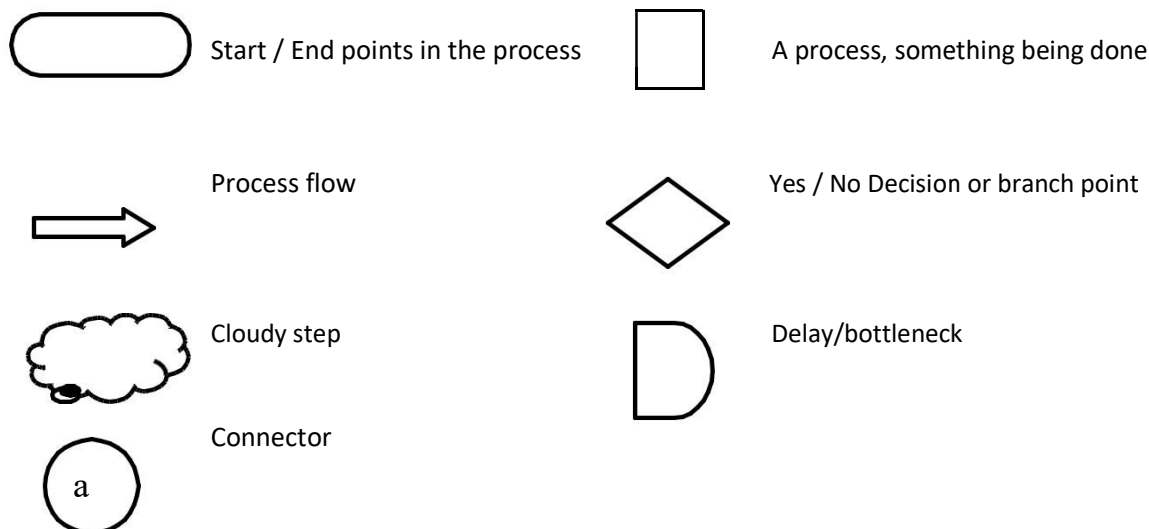 Start / End points in the process
A process, something being done
Process flow
Yes / No Decision or branch point
Cloudy step
Delay/bottleneck
Connector
a